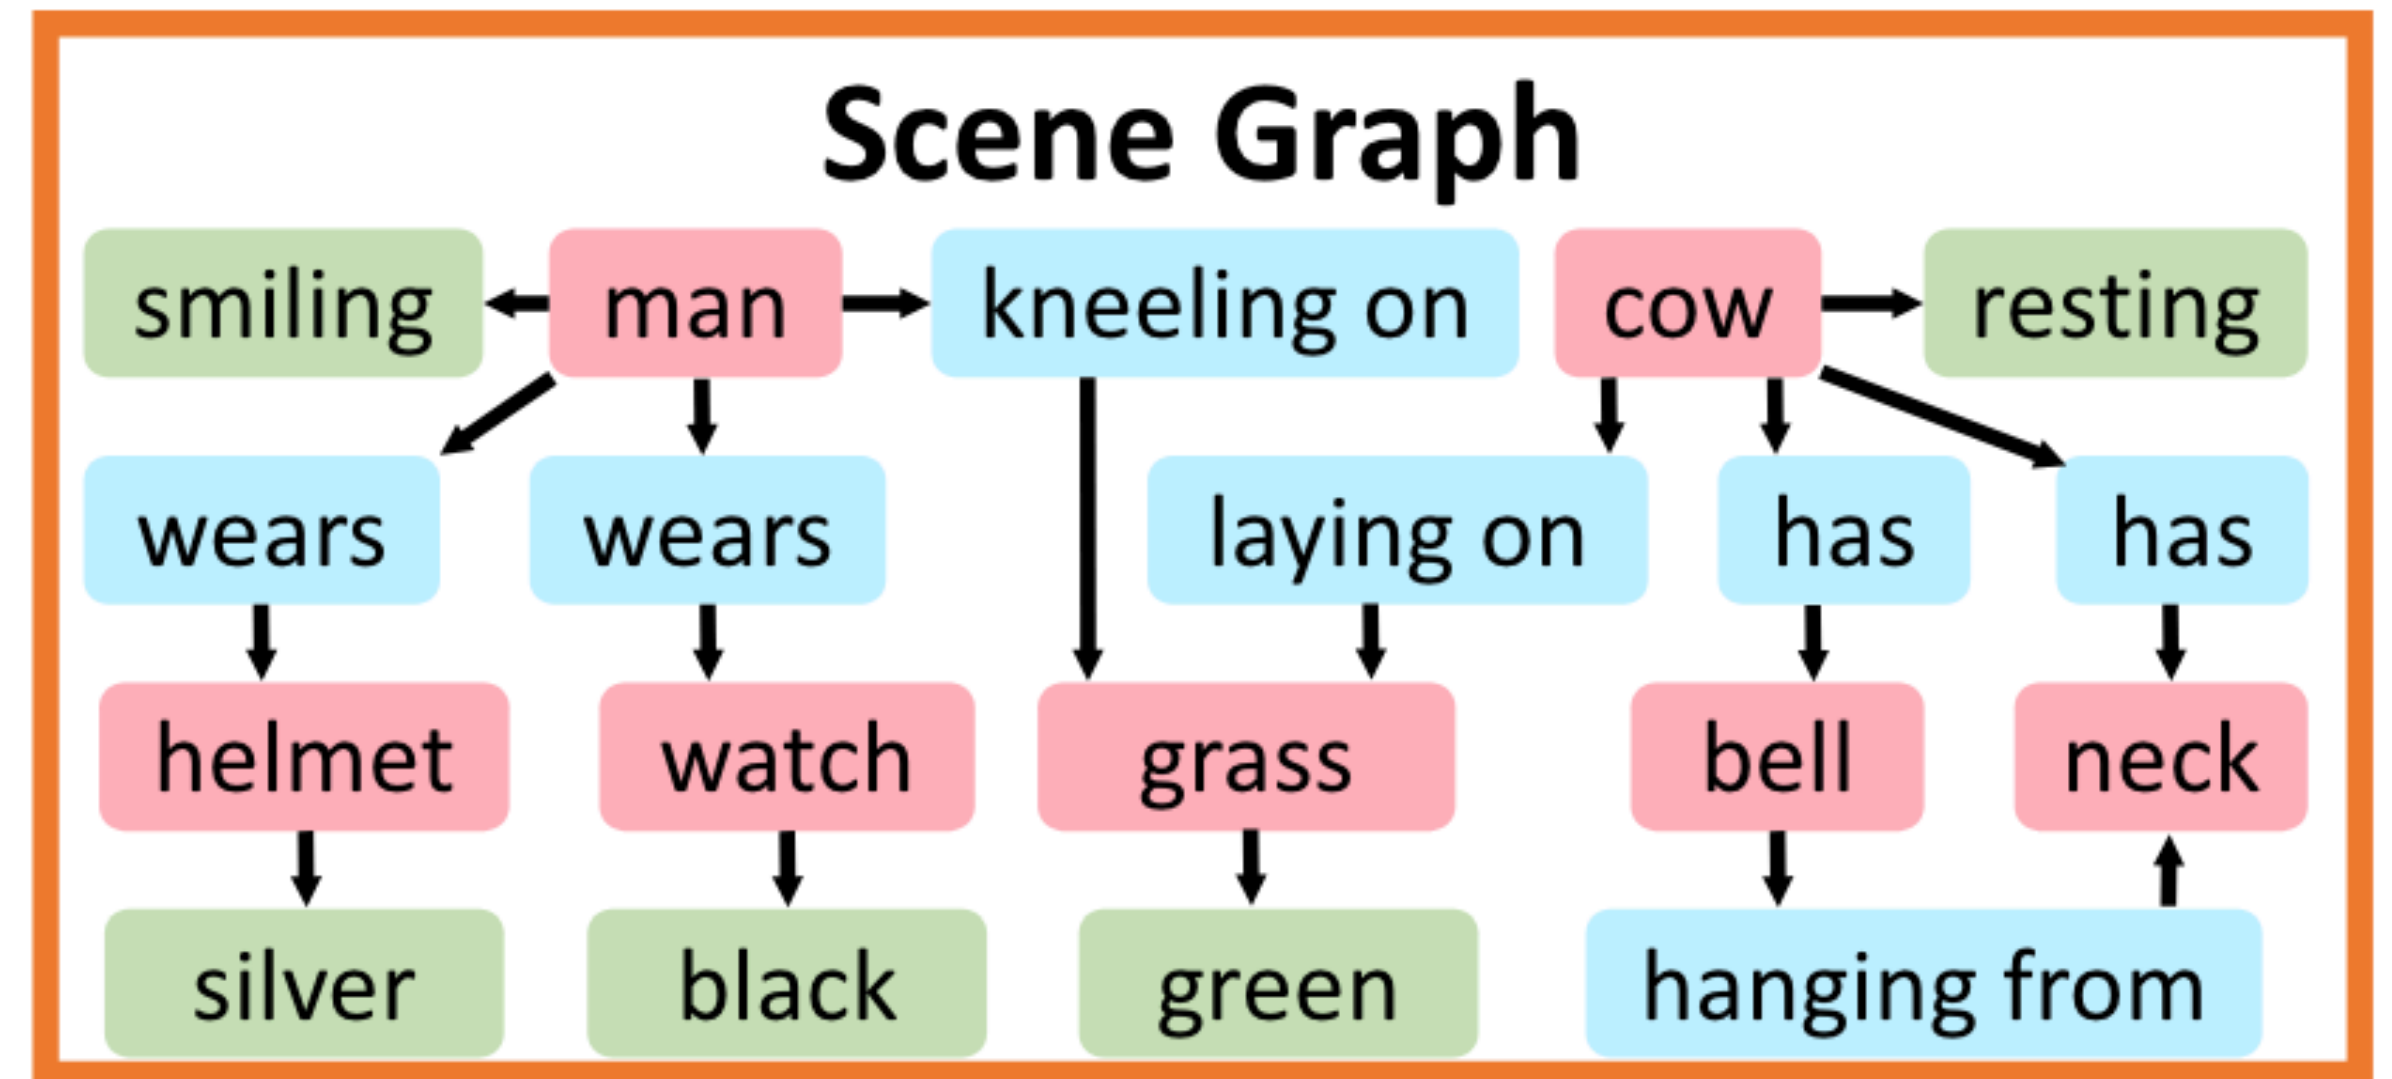 Scene Graph
smiling man kneeling on cow resting
wears wears laying on has has
helmet watch grass bell neck
silver black green hanging from